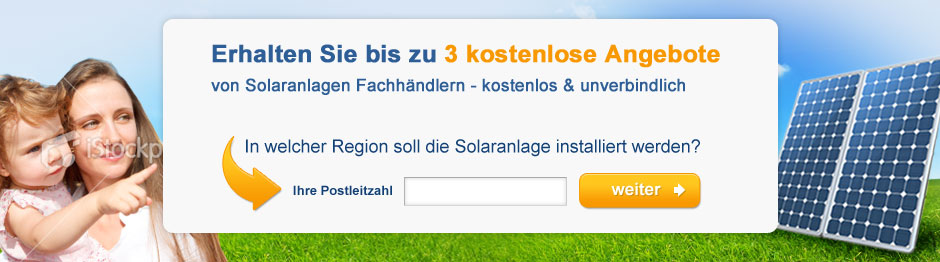 Erhalten Sie bis zu 3 kostenlose Angebote
von Solaranlagen Fachhändlern - kostenlos & unverbindlich
In welcher Region soll die Solaranlage installiert werden?
Ihre Postleitzahl
weiter
iStockp